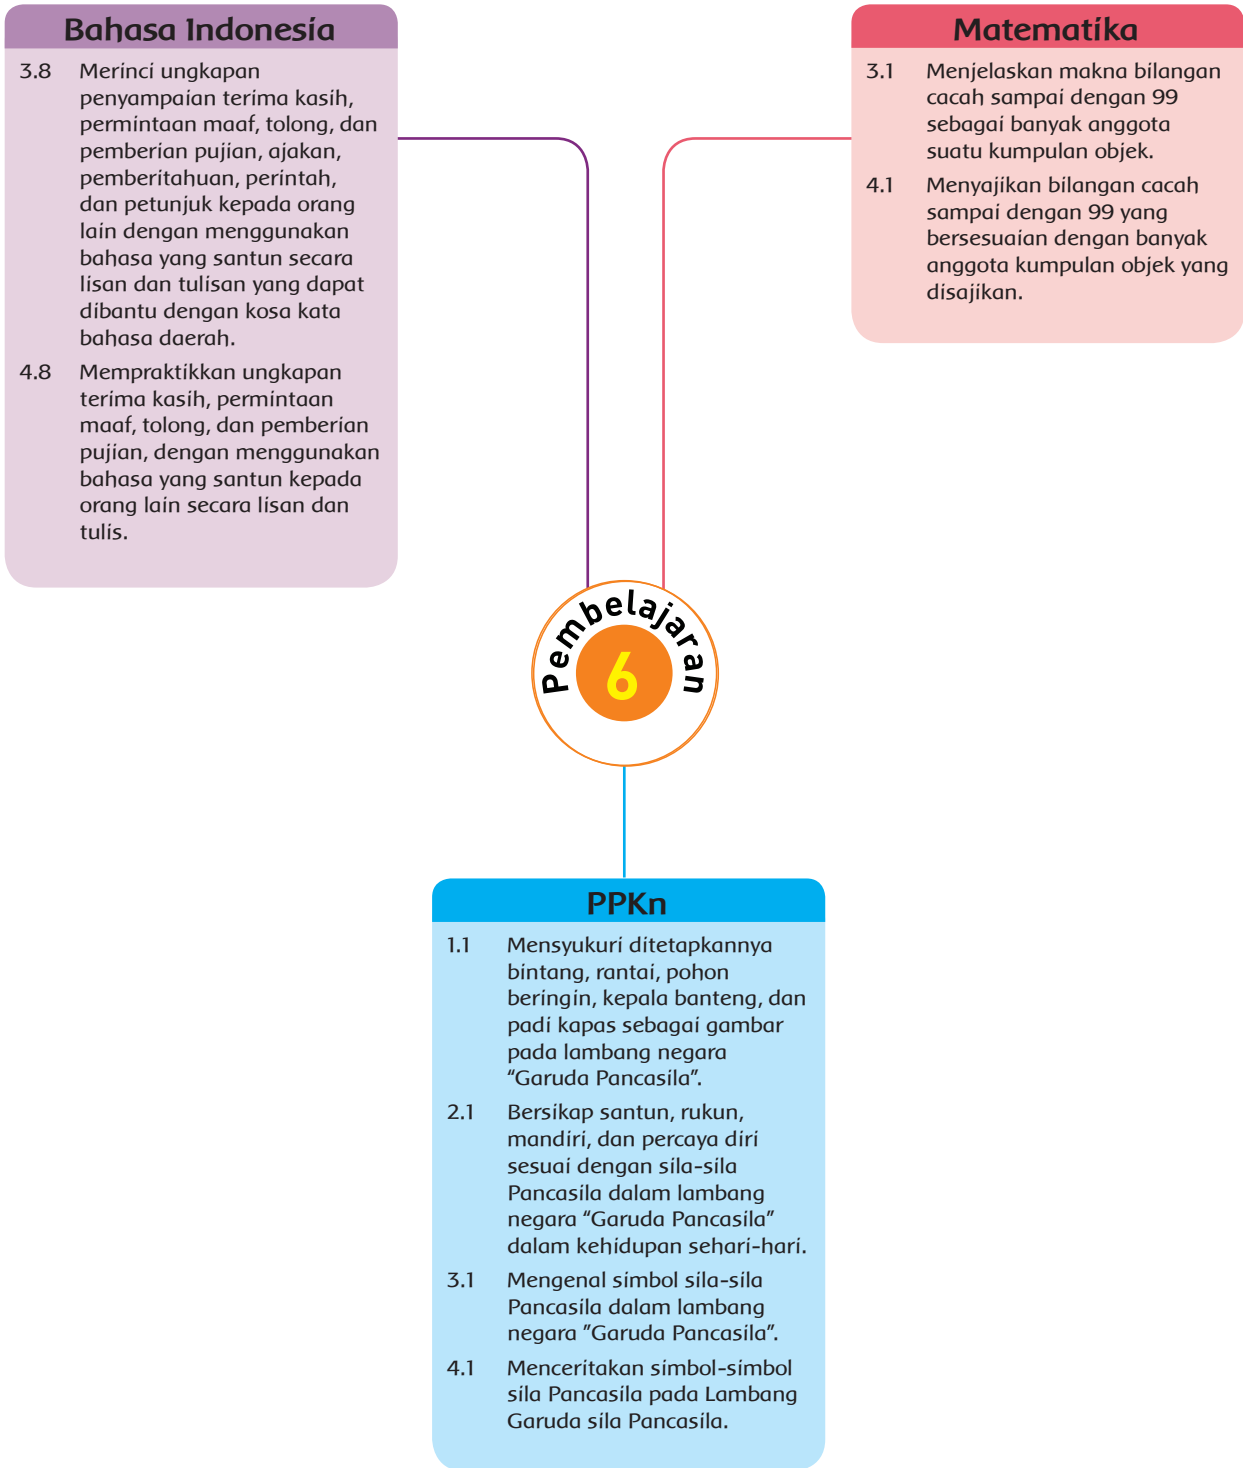 Bahasa Indonesia
3.8 Merinci ungkapan
penyampaian terima kasih,
permintaan maaf, tolong, dan
pemberian pujian, ajakan,
pemberitahuan, perintah,
dan petunjuk kepada orang
lain dengan menggunakan
bahasa yang santun secara
lisan dan tulisan yang dapat
dibantu dengan kosa kata
bahasa daerah.
4.8 Mempraktikkan ungkapan
terima kasih, permintaan
maaf, tolong, dan pemberian
pujian, dengan menggunakan
bahasa yang santun kepada
orang lain secara lisan dan
tulis.
Matematika
3.1 Menjelaskan makna bilangan
cacah sampai dengan 99
sebagai banyak anggota
suatu kumpulan objek.
4.1 Menyajikan bilangan cacah
sampai dengan 99 yang
bersesuaian dengan banyak
anggota kumpulan objek yang
disajikan.
Pembelajaran
6
PPKn
1.1 Mensyukuri ditetapkannya
bintang, rantai, pohon
beringin, kepala banteng, dan
padi kapas sebagai gambar
pada lambang negara
“Garuda Pancasila”.
2.1 Bersikap santun, rukun,
mandiri, dan percaya diri
sesuai dengan sila-sila
Pancasila dalam lambang
negara “Garuda Pancasila”
dalam kehidupan sehari-hari.
3.1 Mengenal simbol sila-sila
Pancasila dalam lambang
negara ”Garuda Pancasila”.
4.1 Menceritakan simbol-simbol
sila Pancasila pada Lambang
Garuda sila Pancasila.